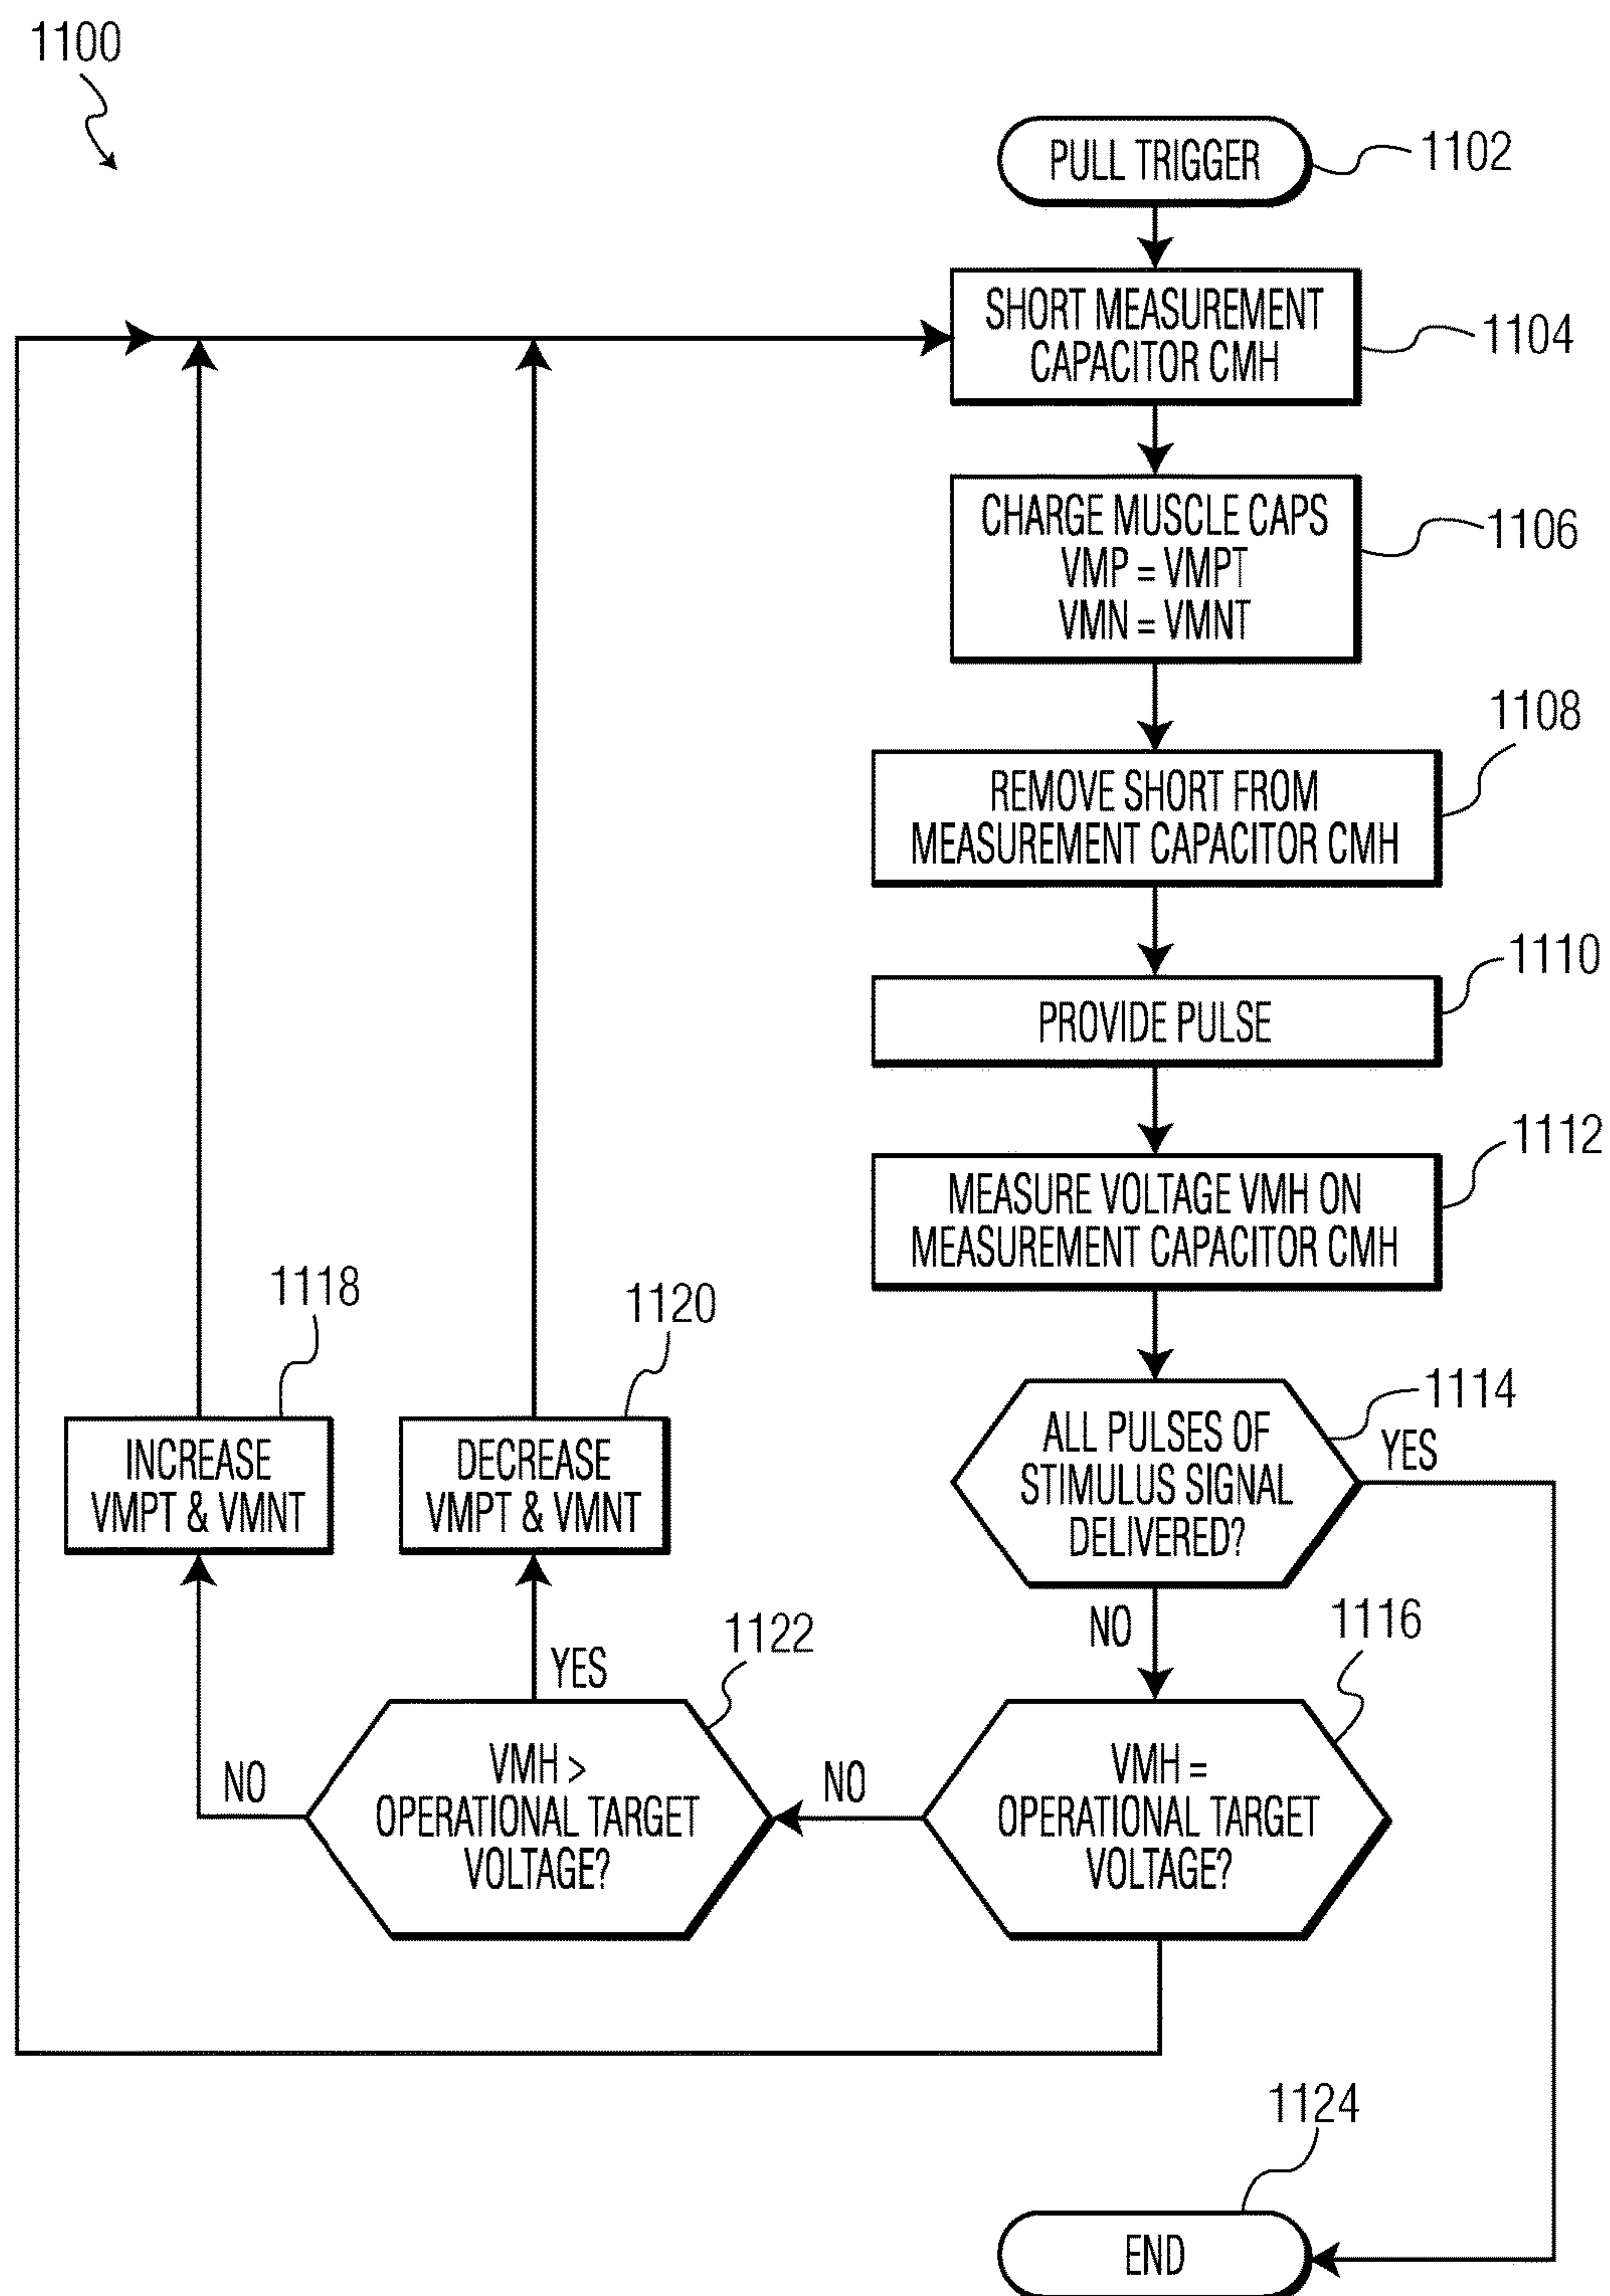 1100
PULL TRIGGER
1102
SHORT MEASUREMENT
CAPACITOR CMH
1104
CHARGE MUSCLE CAPS
VMP = VMPT
VMN = VMNT
1106
REMOVE SHORT FROM
MEASUREMENT CAPACITOR CMH
1108
PROVIDE PULSE
1110
MEASURE VOLTAGE VMH ON
MEASUREMENT CAPACITOR CMH
1112
ALL PULSES OF
STIMULUS SIGNAL
DELIVERED?
1114
YES
NO
VMH =
OPERATIONAL TARGET
VOLTAGE?
1116
NO
VMH >
OPERATIONAL TARGET
VOLTAGE?
1122
YES
NO
INCREASE
VMPT & VMNT
1118
DECREASE
VMPT & VMNT
1120
1124
END